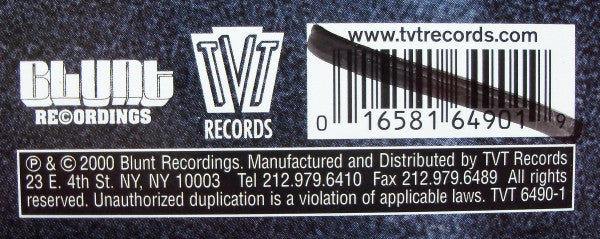 BLUNT
RECORDINGS
TVT
RECORDS
www.tvtrecords.com
0 16581 64901 9
℗ & © 2000 Blunt Recordings. Manufactured and Distributed by TVT Records
23 E. 4th St. NY, NY 10003 Tel 212.979.6410 Fax 212.979.6489 All rights
reserved. Unauthorized duplication is a violation of applicable laws. TVT 6490-1